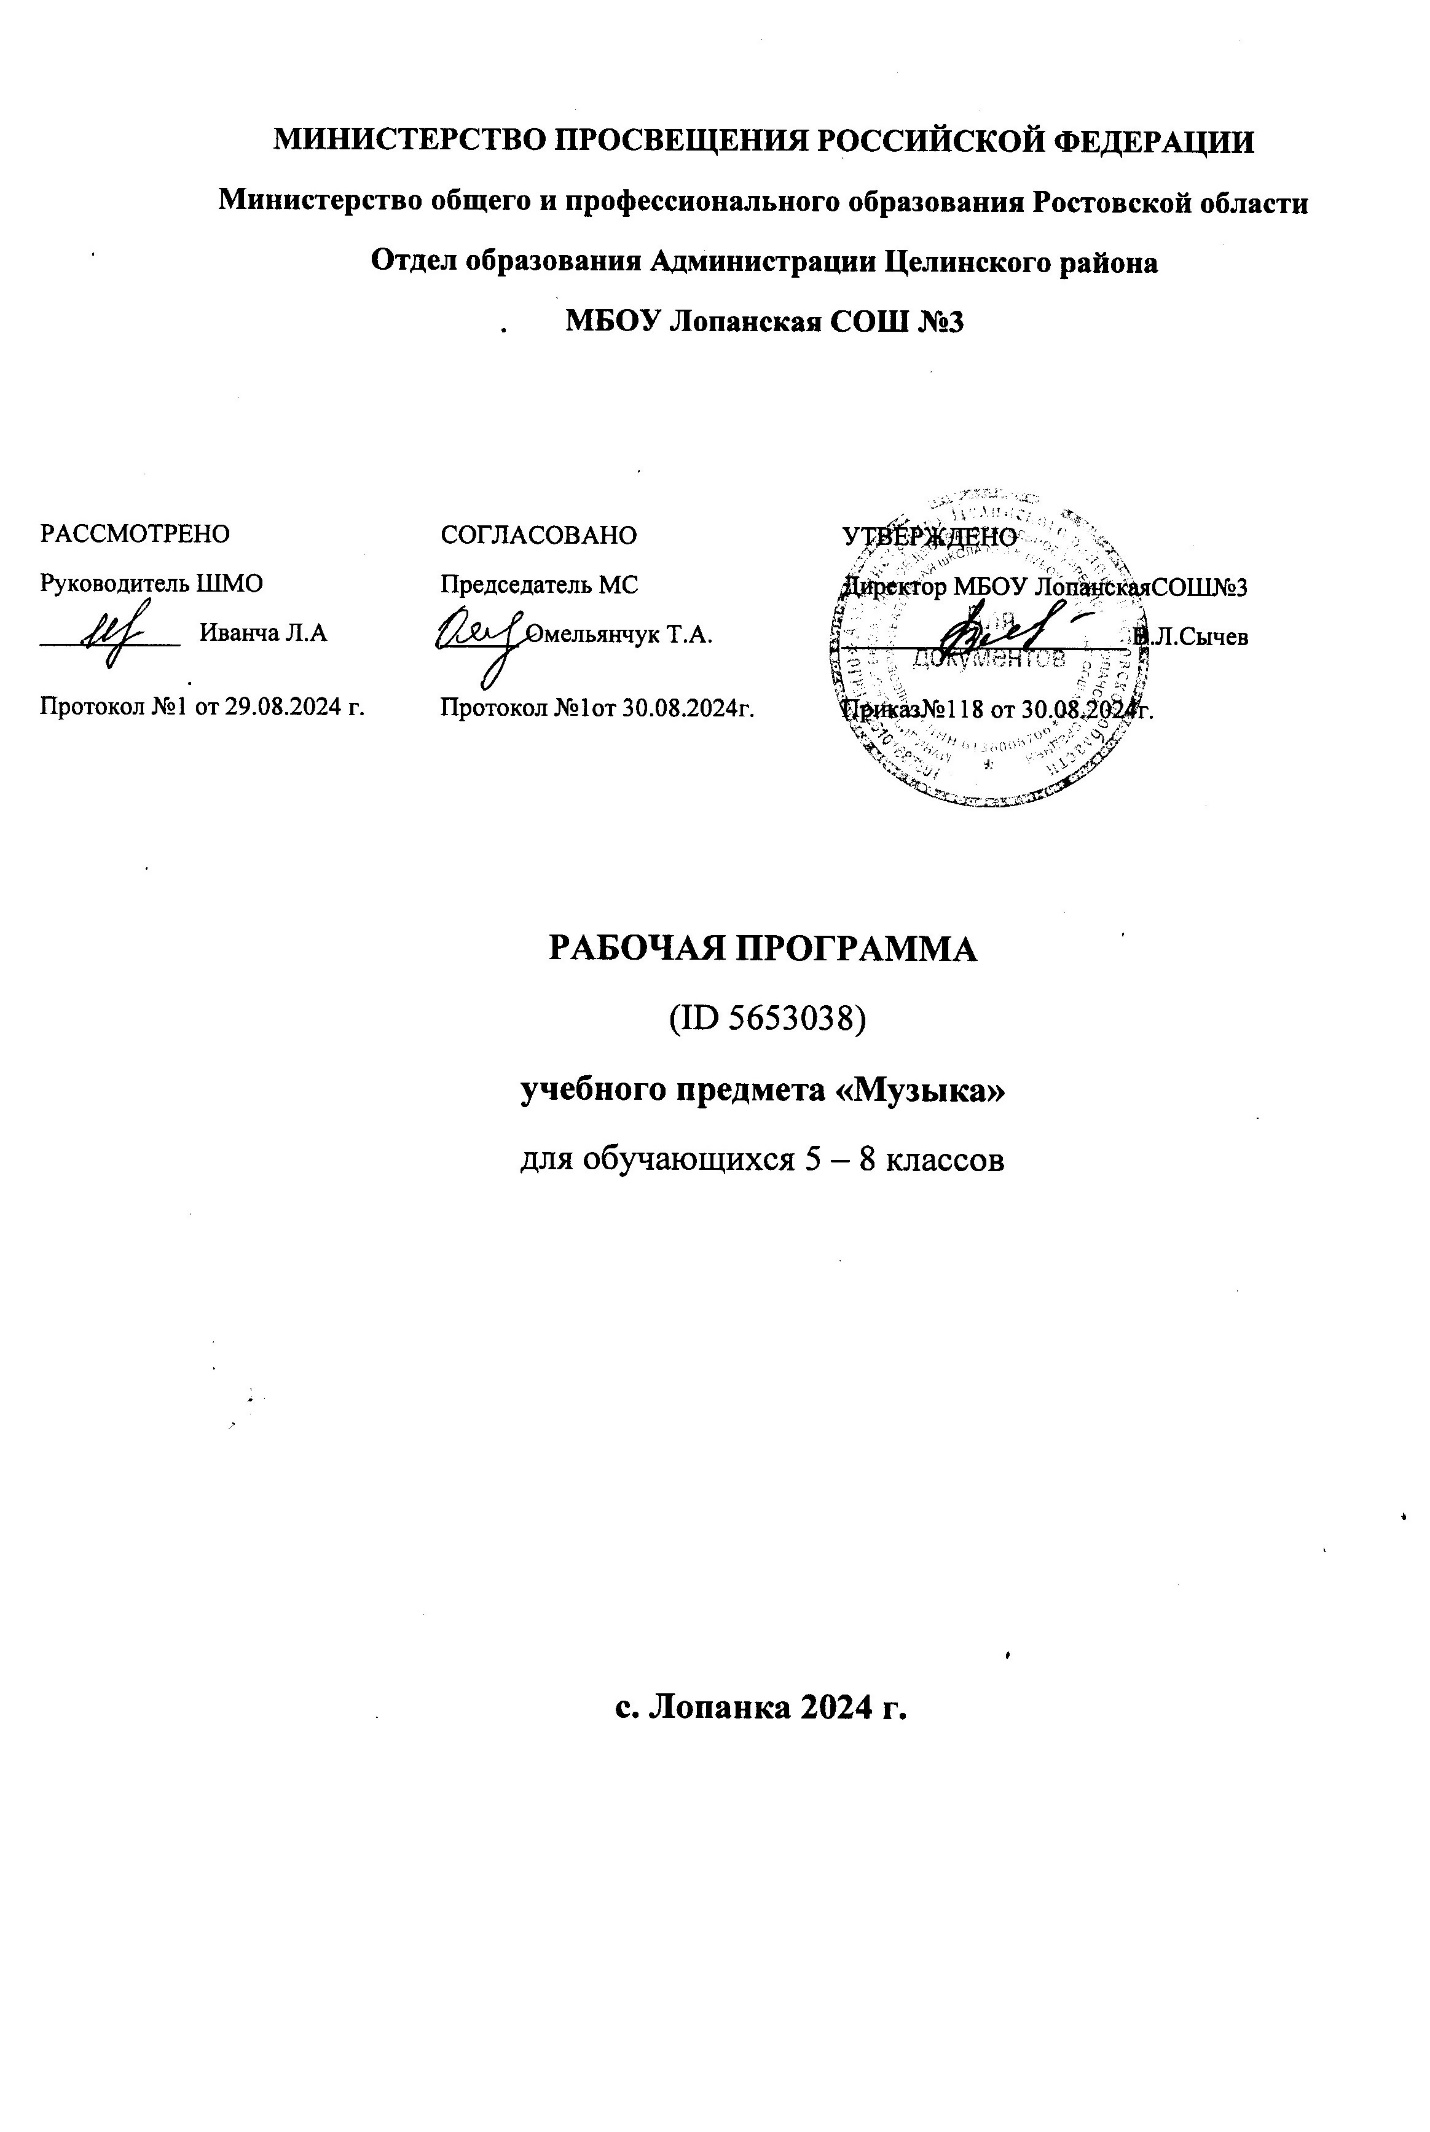 МИНИСТЕРСТВО ПРОСВЕЩЕНИЯ РОССИЙСКОЙ ФЕДЕРАЦИИ
Министерство общего и профессионального образования Ростовской области
Отдел образования Администрации Целинского района
МБОУ Лопанская СОШ №3
РАССМОТРЕНО
Руководитель ШМО
Иванча Л.А
Протокол №1 от 29.08.2024 г.
СОГЛАСОВАНО
Председатель МС
Омельянчук Т.А.
Протокол №1от 30.08.2024г.
УТВЕРЖДЕНО
Директор МБОУ ЛопанскаяСОШ№3
В.Л.Сычев
Приказ№118 от 30.08.2024г.
для
документов
РАБОЧАЯ ПРОГРАММА
(ID 5653038)
учебного предмета «Музыка»
для обучающихся 5 – 8 классов
с. Лопанка 2024 г.